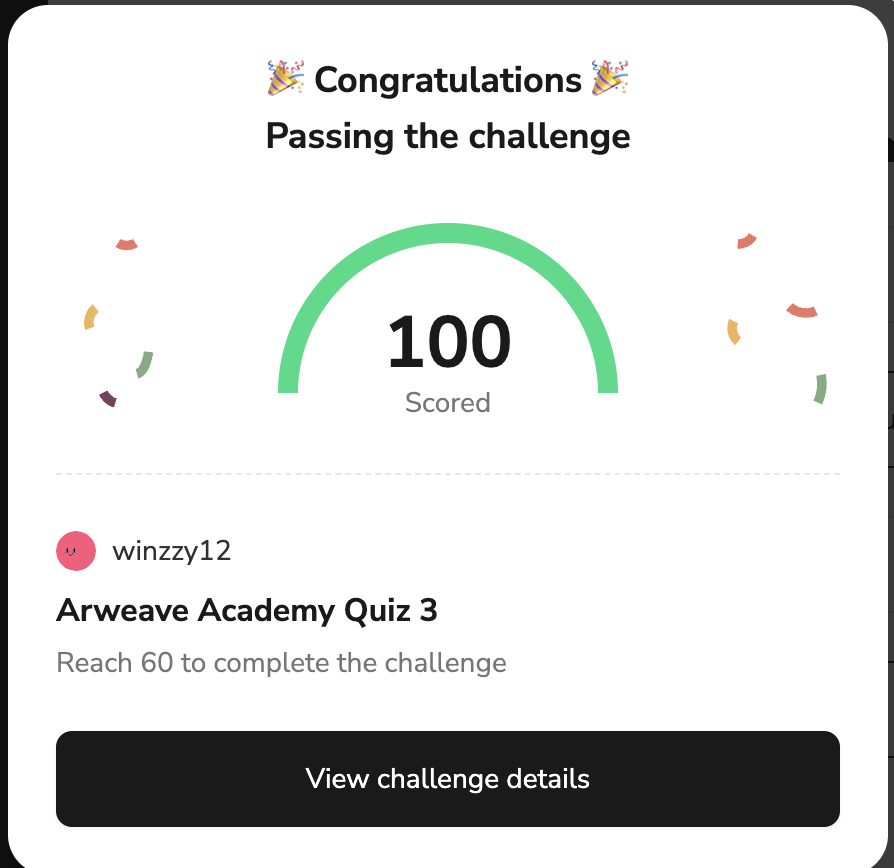 🎉 Congratulations 🎉
Passing the challenge
100
Scored
winzzy12
Arweave Academy Quiz 3
Reach 60 to complete the challenge
View challenge details